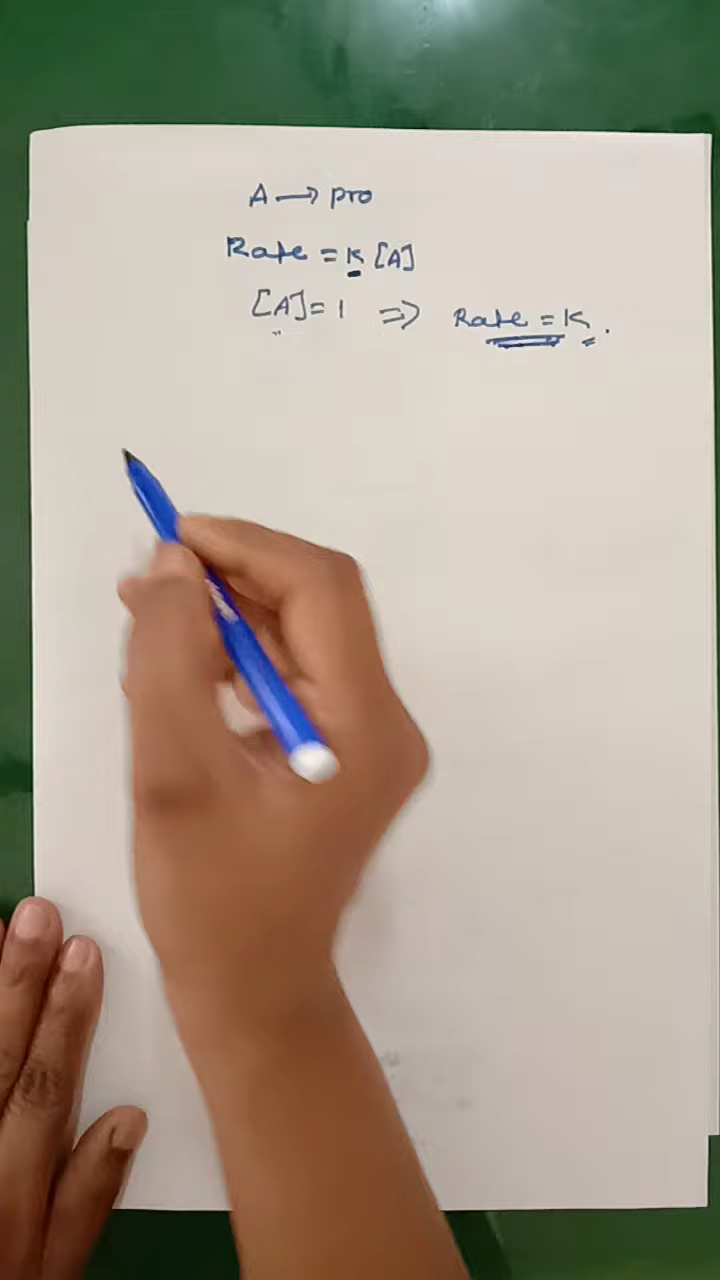 A → pro
Rate = K [A]
[A] = 1 ⇒ Rate = K.